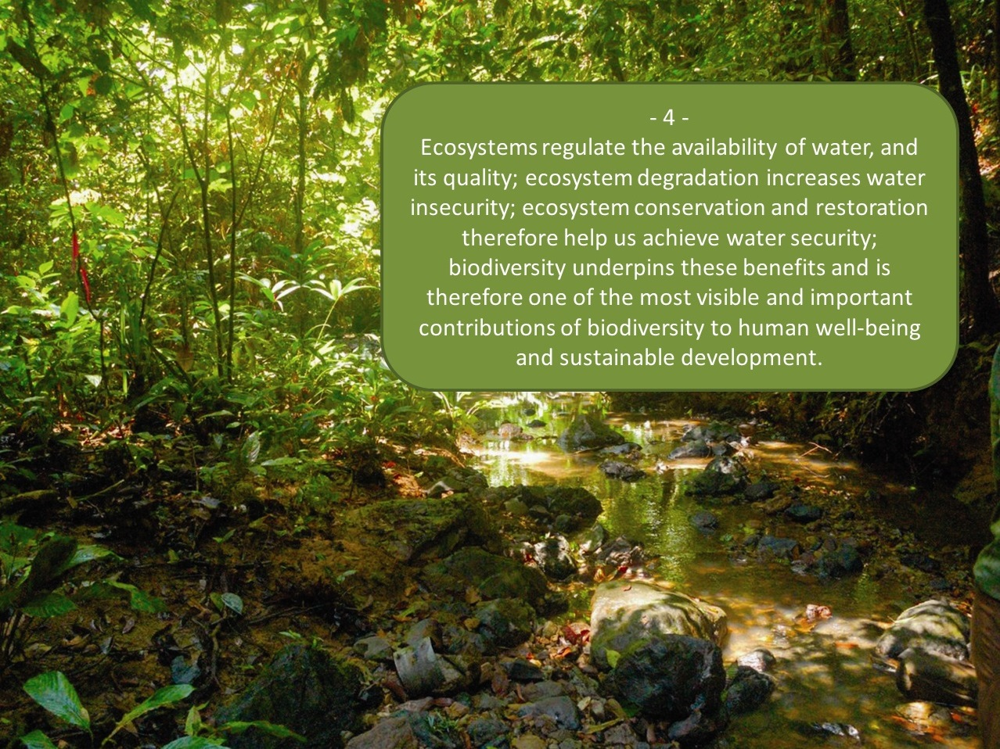 - 4 -
Ecosystems regulate the availability of water, and
its quality; ecosystem degradation increases water
insecurity; ecosystem conservation and restoration
therefore help us achieve water security;
biodiversity underpins these benefits and is
therefore one of the most visible and important
contributions of biodiversity to human well-being
and sustainable development.